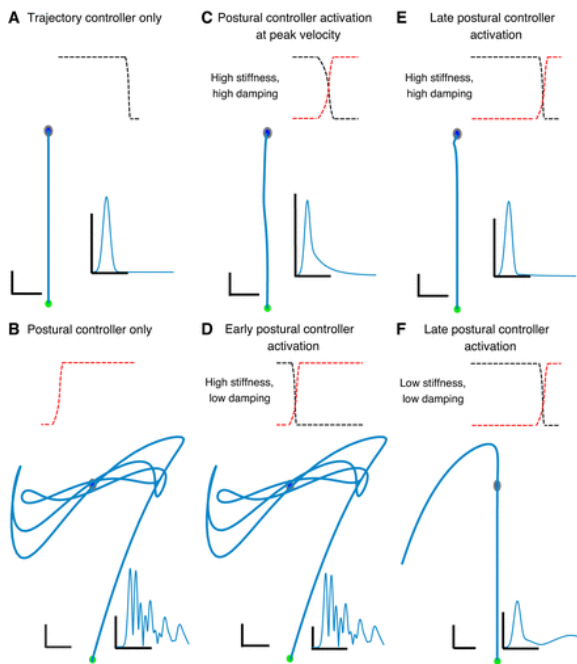 A Trajectory controller only
C Postural controller activation
at peak velocity
High stiffness,
high damping
E Late postural controller
activation
High stiffness,
high damping
B Postural controller only
D Early postural controller
activation
High stiffness,
low damping
F Late postural controller
activation
Low stiffness,
low damping